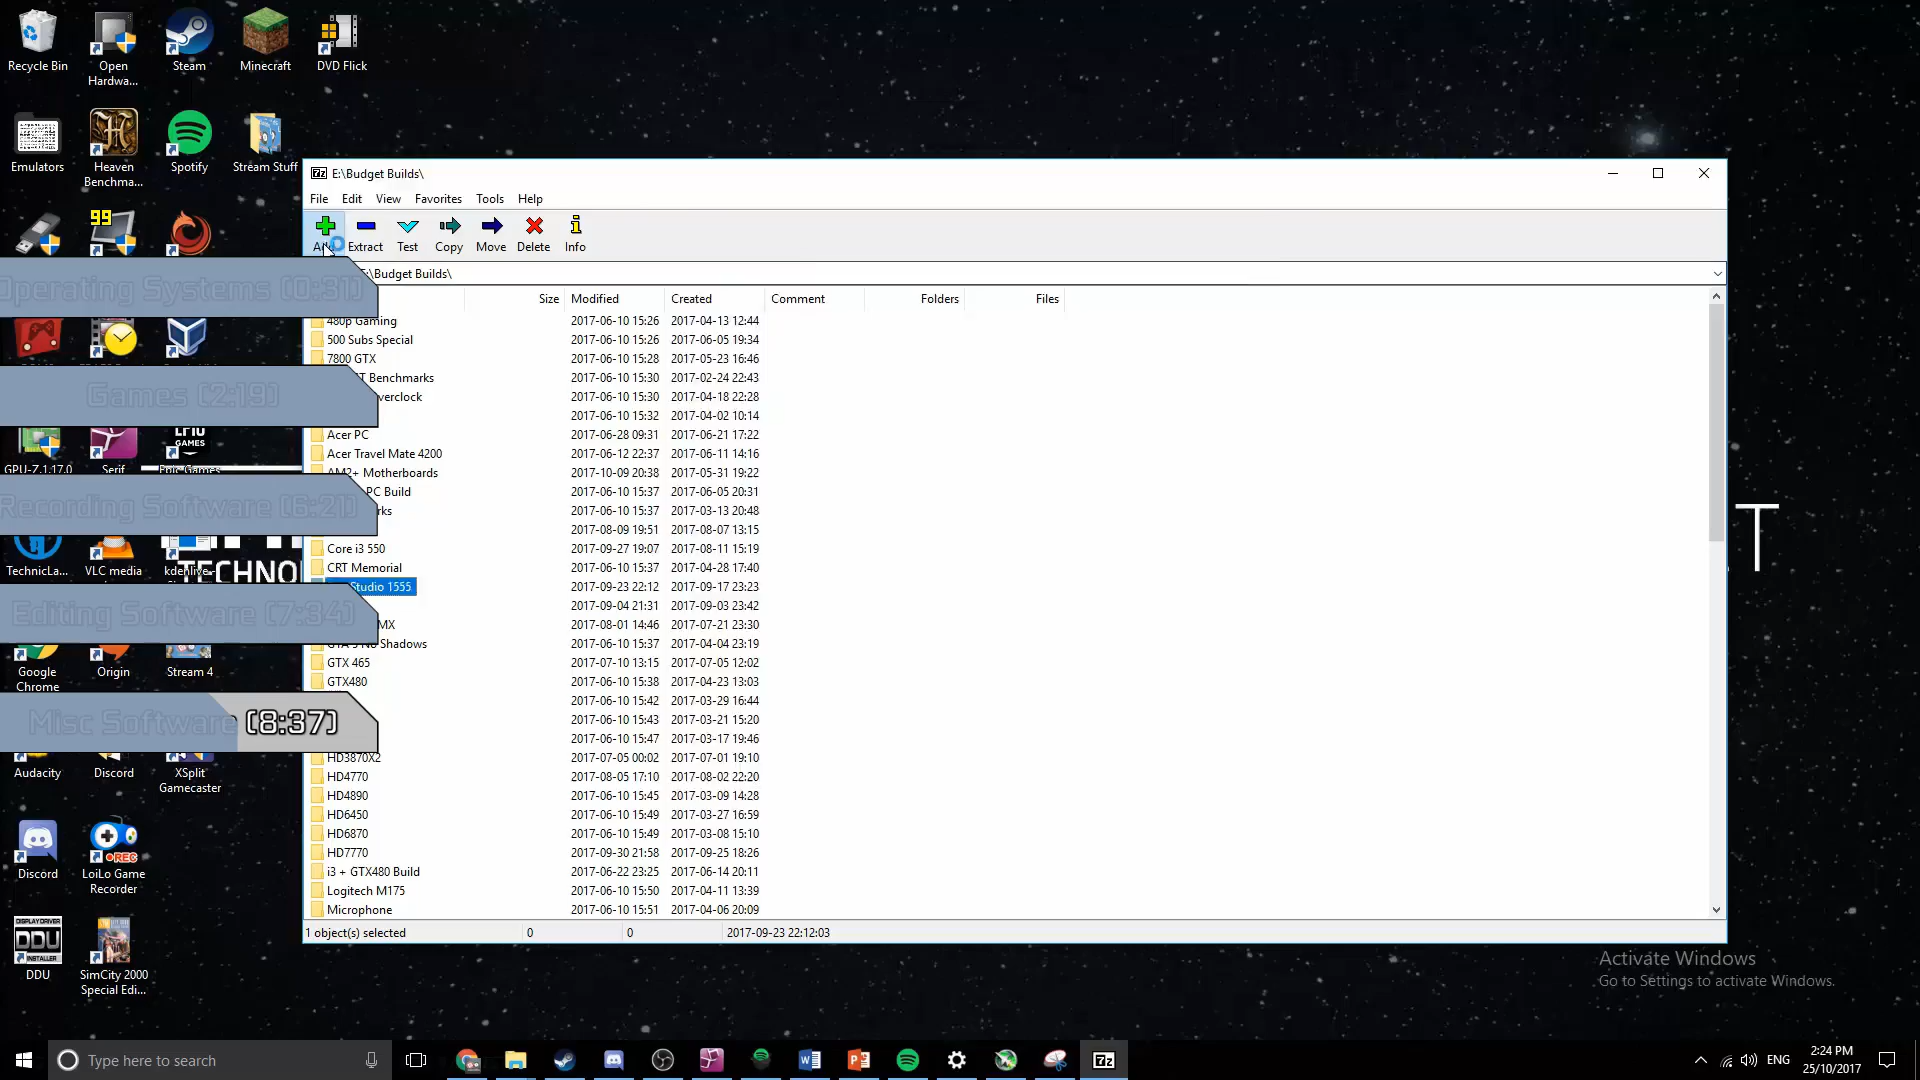 Recycle Bin
Open
Hardwa...
Steam
Minecraft
DVD Flick
Emulators
Heaven
Benchma...
Spotify
Stream Stuff
99
E:\Budget Builds\
File Edit View Favorites Tools Help
Add Extract Test Copy Move Delete Info
E:\Budget Builds\
Operating Systems (0:31)
Size Modified Created Comment Folders Files
480p Gaming 2017-06-10 15:26 2017-04-13 12:44
500 Subs Special 2017-06-10 15:26 2017-06-05 19:34
7800 GTX 2017-06-10 15:28 2017-05-23 16:46
Benchmarks 2017-06-10 15:30 2017-02-24 22:43
Games (2:19)
verclock 2017-06-10 15:30 2017-04-18 22:28
2017-06-10 15:32 2017-04-02 10:14
Acer PC 2017-06-28 09:31 2017-06-21 17:22
Acer Travel Mate 4200 2017-06-12 22:37 2017-06-11 14:16
AM2+ Motherboards 2017-10-09 20:38 2017-05-31 19:22
GPU-Z.1.17.0
Serif
Epic Games
GAMES
PC Build 2017-06-10 15:37 2017-06-05 20:31
Recording Software (6:21)
rks 2017-06-10 15:37 2017-03-13 20:48
2017-08-09 19:51 2017-08-07 13:15
Core i3 550 2017-09-27 19:07 2017-08-11 15:19
CRT Memorial 2017-06-10 15:37 2017-04-28 17:40
TechnicLa...
VLC media
kdenlive
TECHNO
T
Studio 1555 2017-09-23 22:12 2017-09-17 23:23
2017-09-04 21:31 2017-09-03 23:42
Editing Software (7:34)
MX 2017-08-01 14:46 2017-07-21 23:30
GTA 5 No Shadows 2017-06-10 15:37 2017-04-04 23:19
GTX 465 2017-07-10 13:15 2017-07-05 12:02
GTX480 2017-06-10 15:38 2017-04-23 13:03
Google
Chrome
Origin
Stream 4
2017-06-10 15:42 2017-03-29 16:44
2017-06-10 15:43 2017-03-21 15:20
Misc Software (8:37)
2017-06-10 15:47 2017-03-17 19:46
HD3870X2 2017-07-05 00:02 2017-07-01 19:10
HD4770 2017-08-05 17:10 2017-08-02 22:20
HD4890 2017-06-10 15:45 2017-03-09 14:28
HD6450 2017-06-10 15:49 2017-03-27 16:59
HD6870 2017-06-10 15:49 2017-03-08 15:10
HD7770 2017-09-30 21:58 2017-09-25 18:26
i3 + GTX480 Build 2017-06-22 23:25 2017-06-14 20:11
Logitech M175 2017-06-10 15:50 2017-04-11 13:39
Microphone 2017-06-10 15:51 2017-04-06 20:09
1 object(s) selected 0 0 2017-09-23 22:12:03
Audacity
Discord
XSplit
Gamecaster
Discord
REC
LoiLo Game
Recorder
DISPLAY DRIVER
DDU
DDU
SimCity 2000
Special Edi...
Activate Windows
Go to Settings to activate Windows.
Type here to search
ENG
2:24 PM
25/10/2017